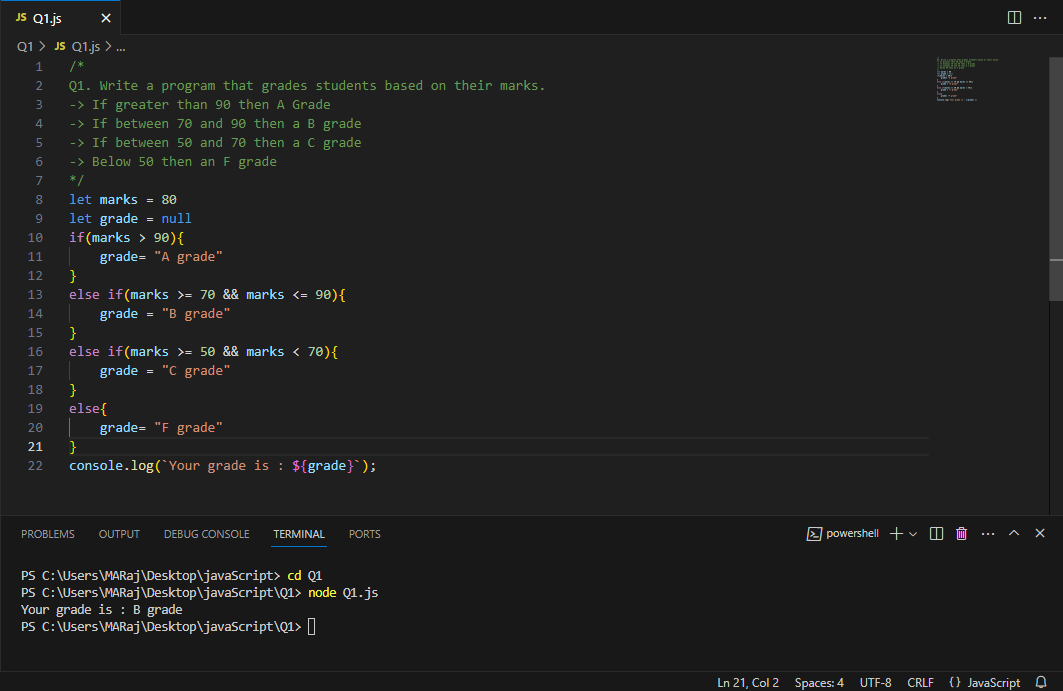 JS Q1.js
Q1 > JS Q1.js > ...
1 /*
2 Q1. Write a program that grades students based on their marks.
3 -> If greater than 90 then A Grade
4 -> If between 70 and 90 then a B grade
5 -> If between 50 and 70 then a C grade
6 -> Below 50 then an F grade
7 */
8 let marks = 80
9 let grade = null
10 if(marks > 90){
11     grade= "A grade"
12 }
13 else if(marks >= 70 && marks <= 90){
14     grade = "B grade"
15 }
16 else if(marks >= 50 && marks < 70){
17     grade = "C grade"
18 }
19 else{
20     grade= "F grade"
21 }
22 console.log(`Your grade is : ${grade}`);
PROBLEMS OUTPUT DEBUG CONSOLE TERMINAL PORTS powershell
PS C:\Users\MARaj\Desktop\javaScript> cd Q1
PS C:\Users\MARaj\Desktop\javaScript\Q1> node Q1.js
Your grade is : B grade
PS C:\Users\MARaj\Desktop\javaScript\Q1>
Ln 21, Col 2 Spaces: 4 UTF-8 CRLF {} JavaScript